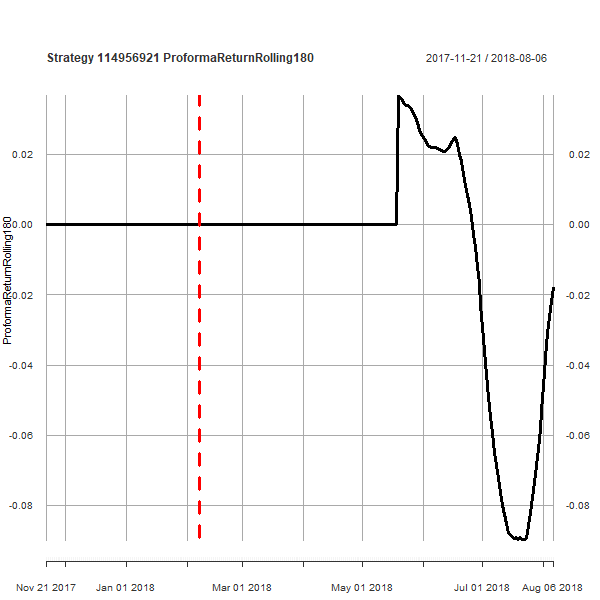 Strategy 114956921 ProformaReturnRolling180
2017-11-21 / 2018-08-06
0.02
0.02
0.00
0.00
-0.02
-0.02
-0.04
-0.04
-0.06
-0.06
-0.08
-0.08
ProformaReturnRolling180
Nov 21 2017
Jan 01 2018
Mar 01 2018
May 01 2018
Jul 01 2018
Aug 06 2018